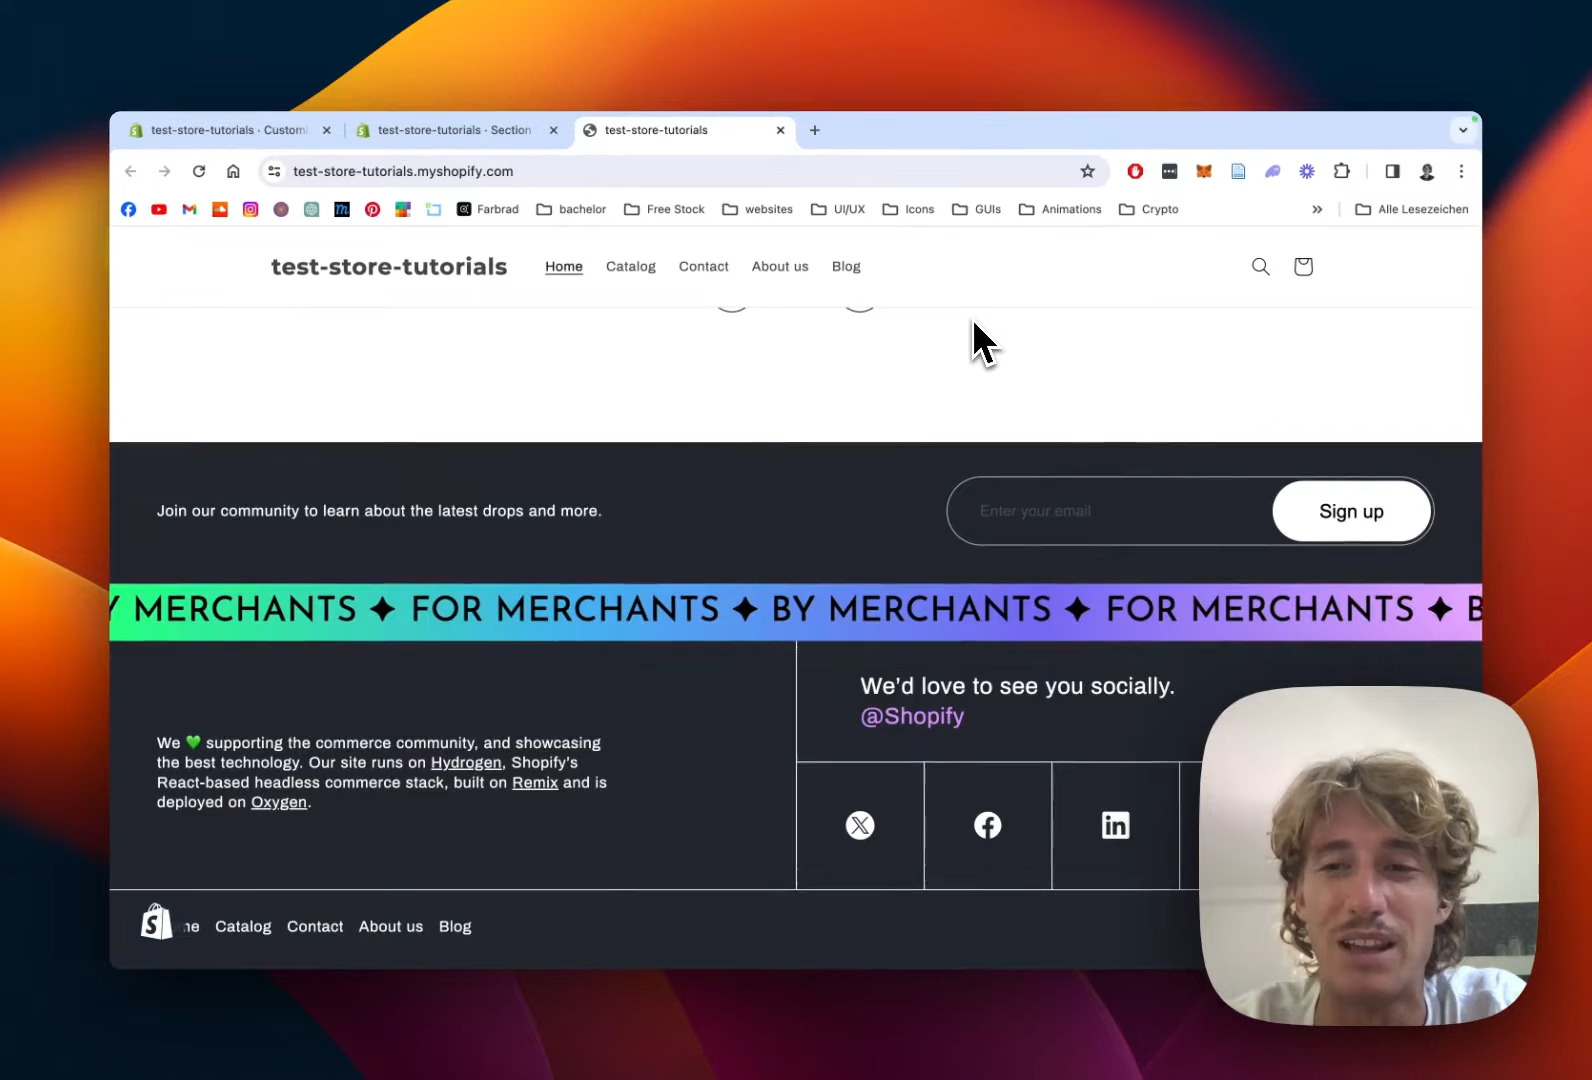 test-store-tutorials · Customi
test-store-tutorials · Section
test-store-tutorials
test-store-tutorials.myshopify.com
Farbrad
bachelor
Free Stock
websites
UI/UX
Icons
GUIs
Animations
Crypto
Alle Lesezeichen
test-store-tutorials
Home
Catalog
Contact
About us
Blog
Join our community to learn about the latest drops and more.
Enter your email
Sign up
Y MERCHANTS ✦ FOR MERCHANTS ✦ BY MERCHANTS ✦ FOR MERCHANTS ✦ B
We'd love to see you socially.
@Shopify
We 💚 supporting the commerce community, and showcasing
the best technology. Our site runs on Hydrogen, Shopify's
React-based headless commerce stack, built on Remix and is
deployed on Oxygen.
me
Catalog
Contact
About us
Blog